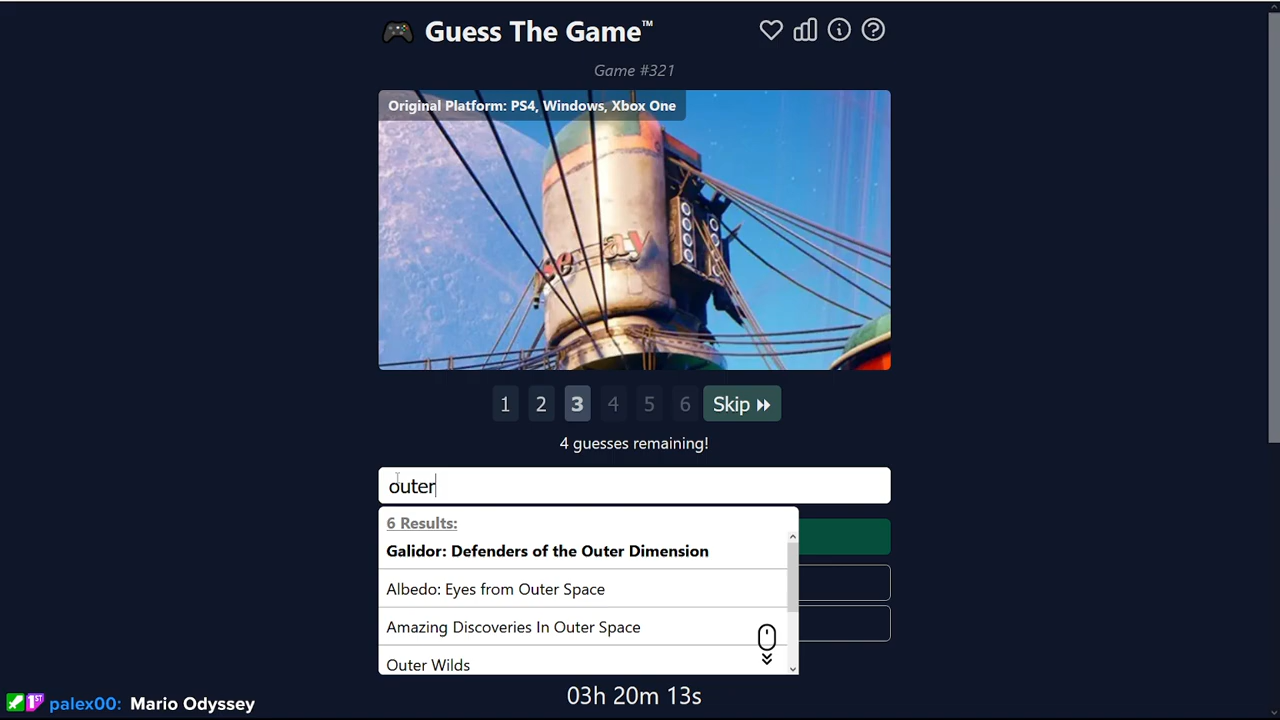 Guess The Game™
Game #321
Original Platform: PS4, Windows, Xbox One
ay
1 2 3 4 5 6 Skip
4 guesses remaining!
outer
6 Results:
Galidor: Defenders of the Outer Dimension
Albedo: Eyes from Outer Space
Amazing Discoveries In Outer Space
Outer Wilds
03h 20m 13s
1ST palex00: Mario Odyssey